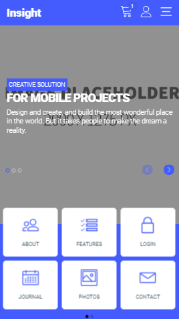 Insight
1
PLACEHOLDER
CREATIVE SOLUTION
FOR MOBILE PROJECTS
Design and create, and build the most wonderful place
in the world. But it takes people to make the dream a
reality.
ABOUT
FEATURES
LOGIN
JOURNAL
PHOTOS
CONTACT